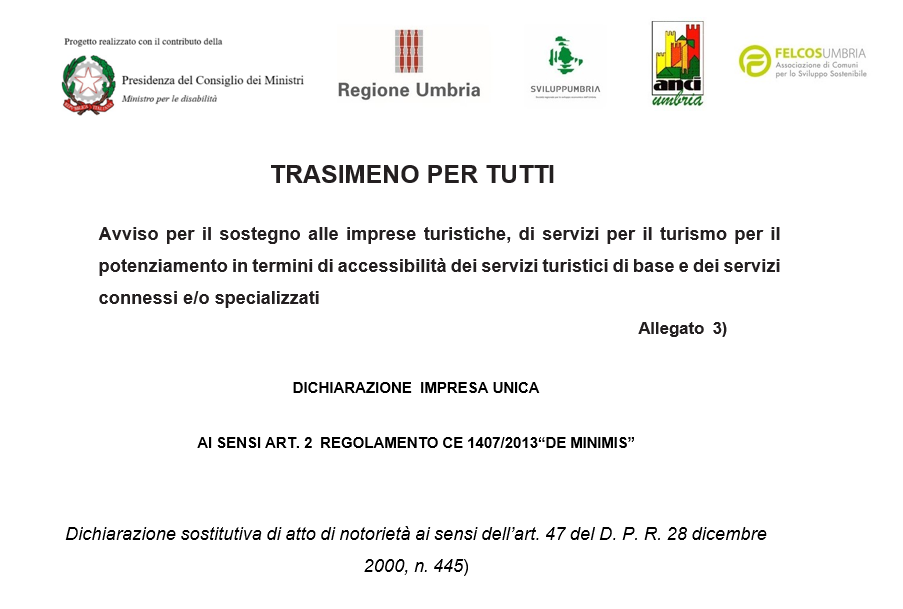 Progetto realizzato con il contributo della
Presidenza del Consiglio dei Ministri
Ministro per le disabilità
Regione Umbria
SVILUPPUMBRIA
anci
umbria
FELCOSUMBRIA
Associazione di Comuni
per lo Sviluppo Sostenibile
TRASIMENO PER TUTTI
Avviso per il sostegno alle imprese turistiche, di servizi per il turismo per il
potenziamento in termini di accessibilità dei servizi turistici di base e dei servizi
connessi e/o specializzati
Allegato 3)
DICHIARAZIONE IMPRESA UNICA
AI SENSI ART. 2 REGOLAMENTO CE 1407/2013“DE MINIMIS”
Dichiarazione sostitutiva di atto di notorietà ai sensi dell’art. 47 del D. P. R. 28 dicembre
2000, n. 445)